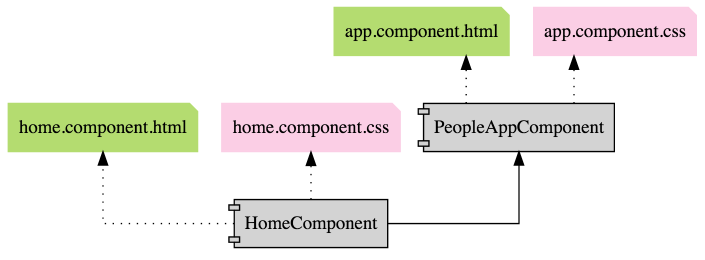 app.component.html
app.component.css
home.component.html
home.component.css
PeopleAppComponent
HomeComponent